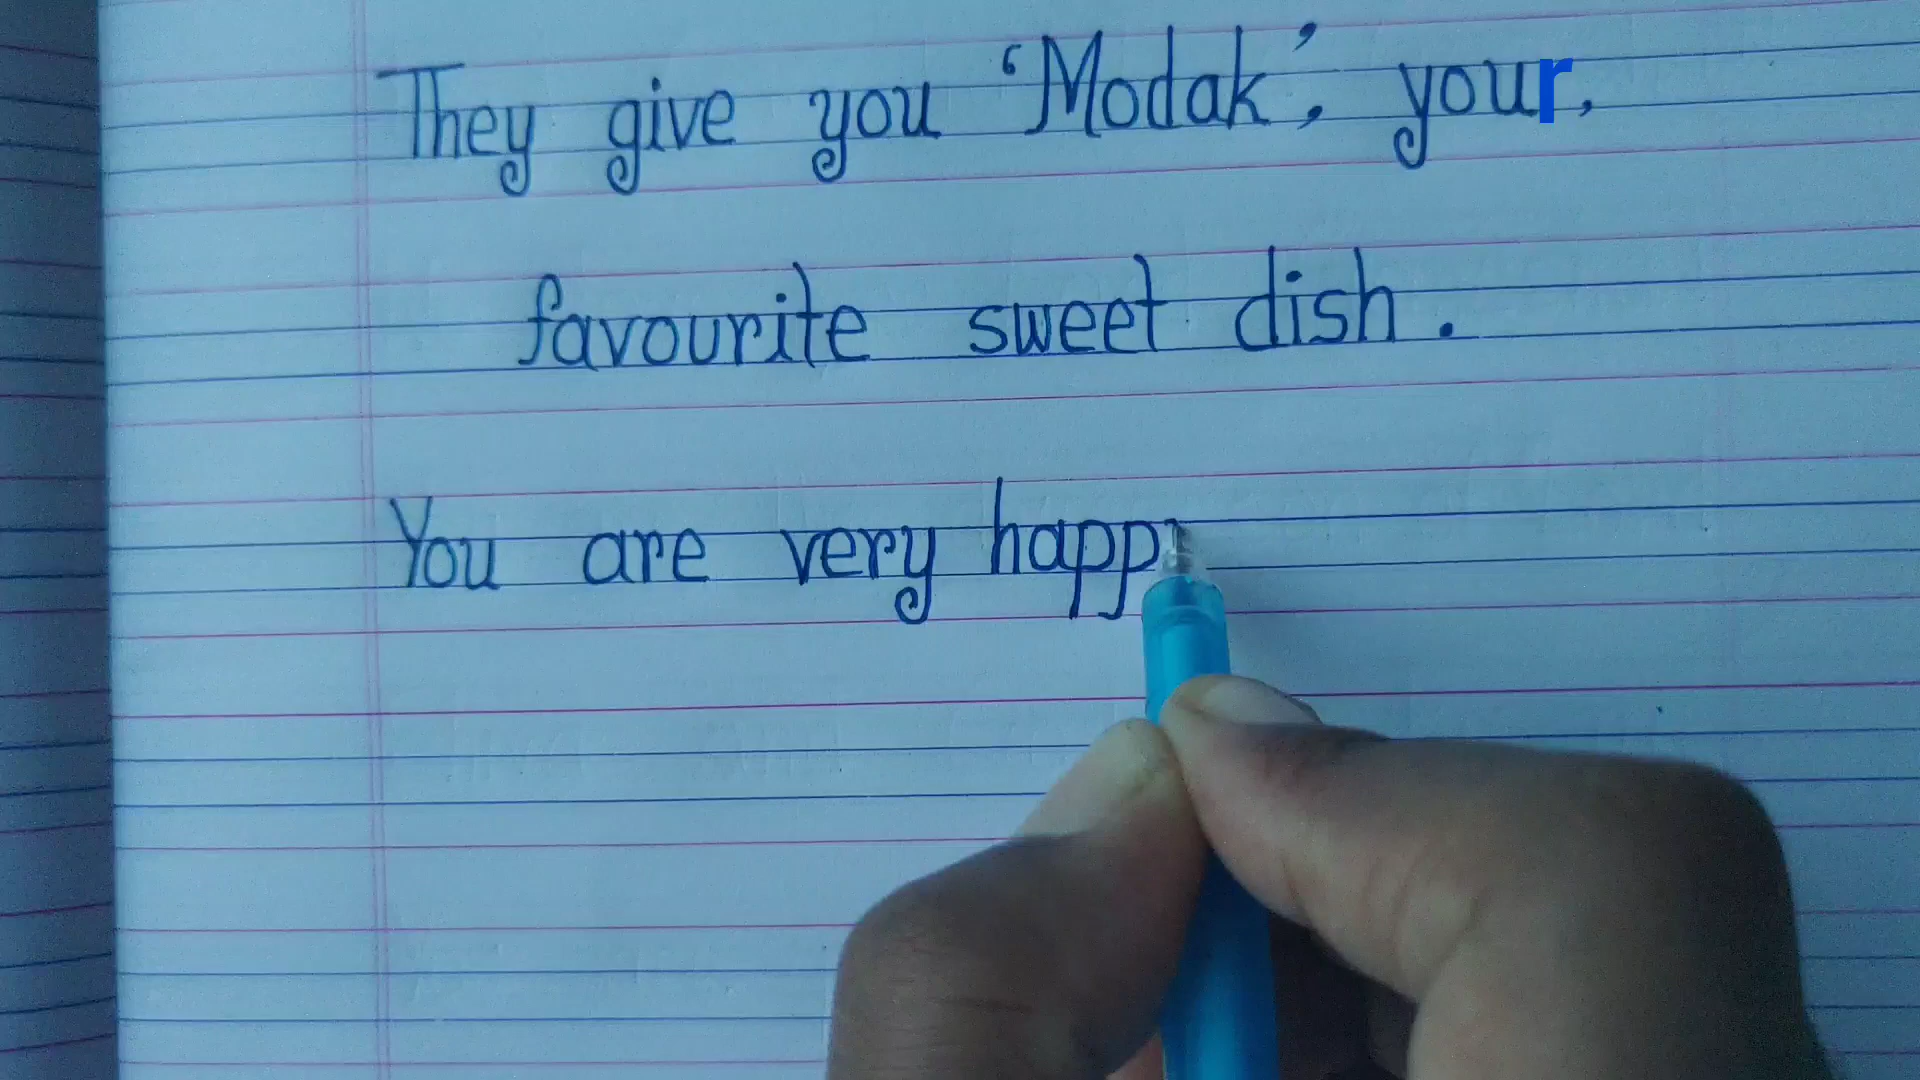 They give you 'Modak', your,
favourite sweet dish.
You are very happ